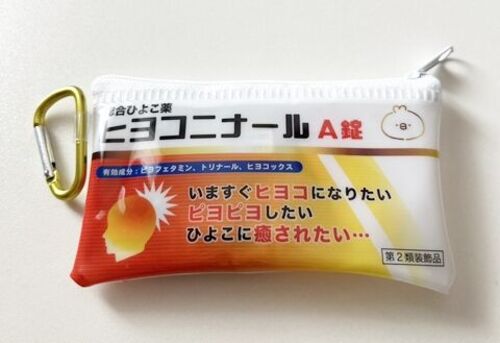 合ひよこ薬
ヒヨコニナール A錠
有効成分：ピヨフェタミン、トリナール、ヒヨコックス
いますぐヒヨコになりたい
ピヨピヨしたい
ひよこに癒されたい…
第2類装飾品